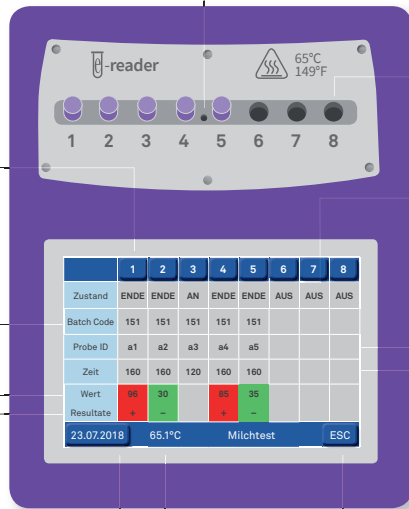 e-reader
65°C
149°F
1 2 3 4 5 6 7 8
1 2 3 4 5 6 7 8
Zustand ENDE ENDE AN ENDE ENDE AUS AUS AUS
Batch Code 151 151 151 151 151
Probe ID a1 a2 a3 a4 a5
Zeit 160 160 120 160 160
Wert 96 30 85 35
Resultate + – + –
23.07.2018 65.1°C Milchtest ESC